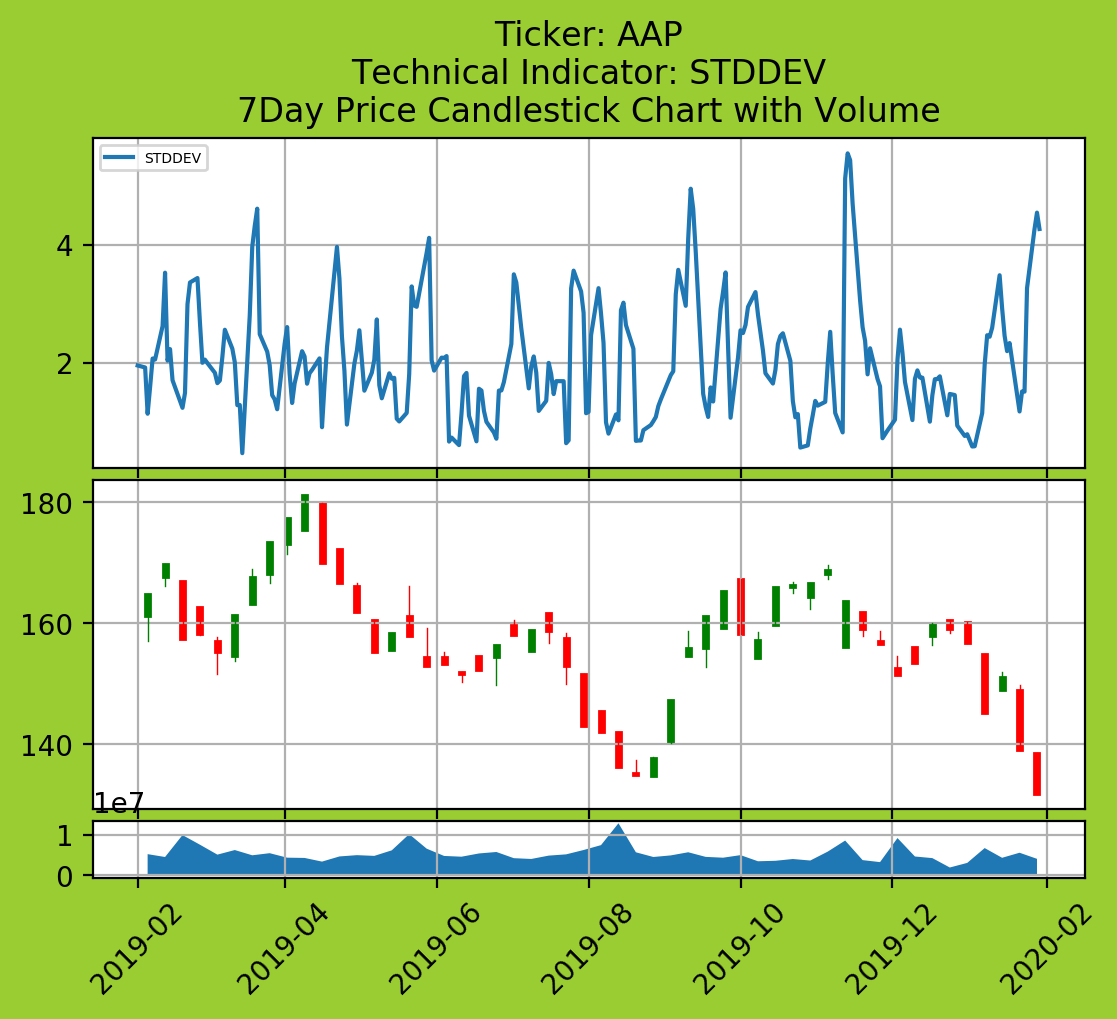 Ticker: AAP
Technical Indicator: STDDEV
7Day Price Candlestick Chart with Volume
STDDEV
4
2
180
160
140
1e7
1
0
2019-02
2019-04
2019-06
2019-08
2019-10
2019-12
2020-02